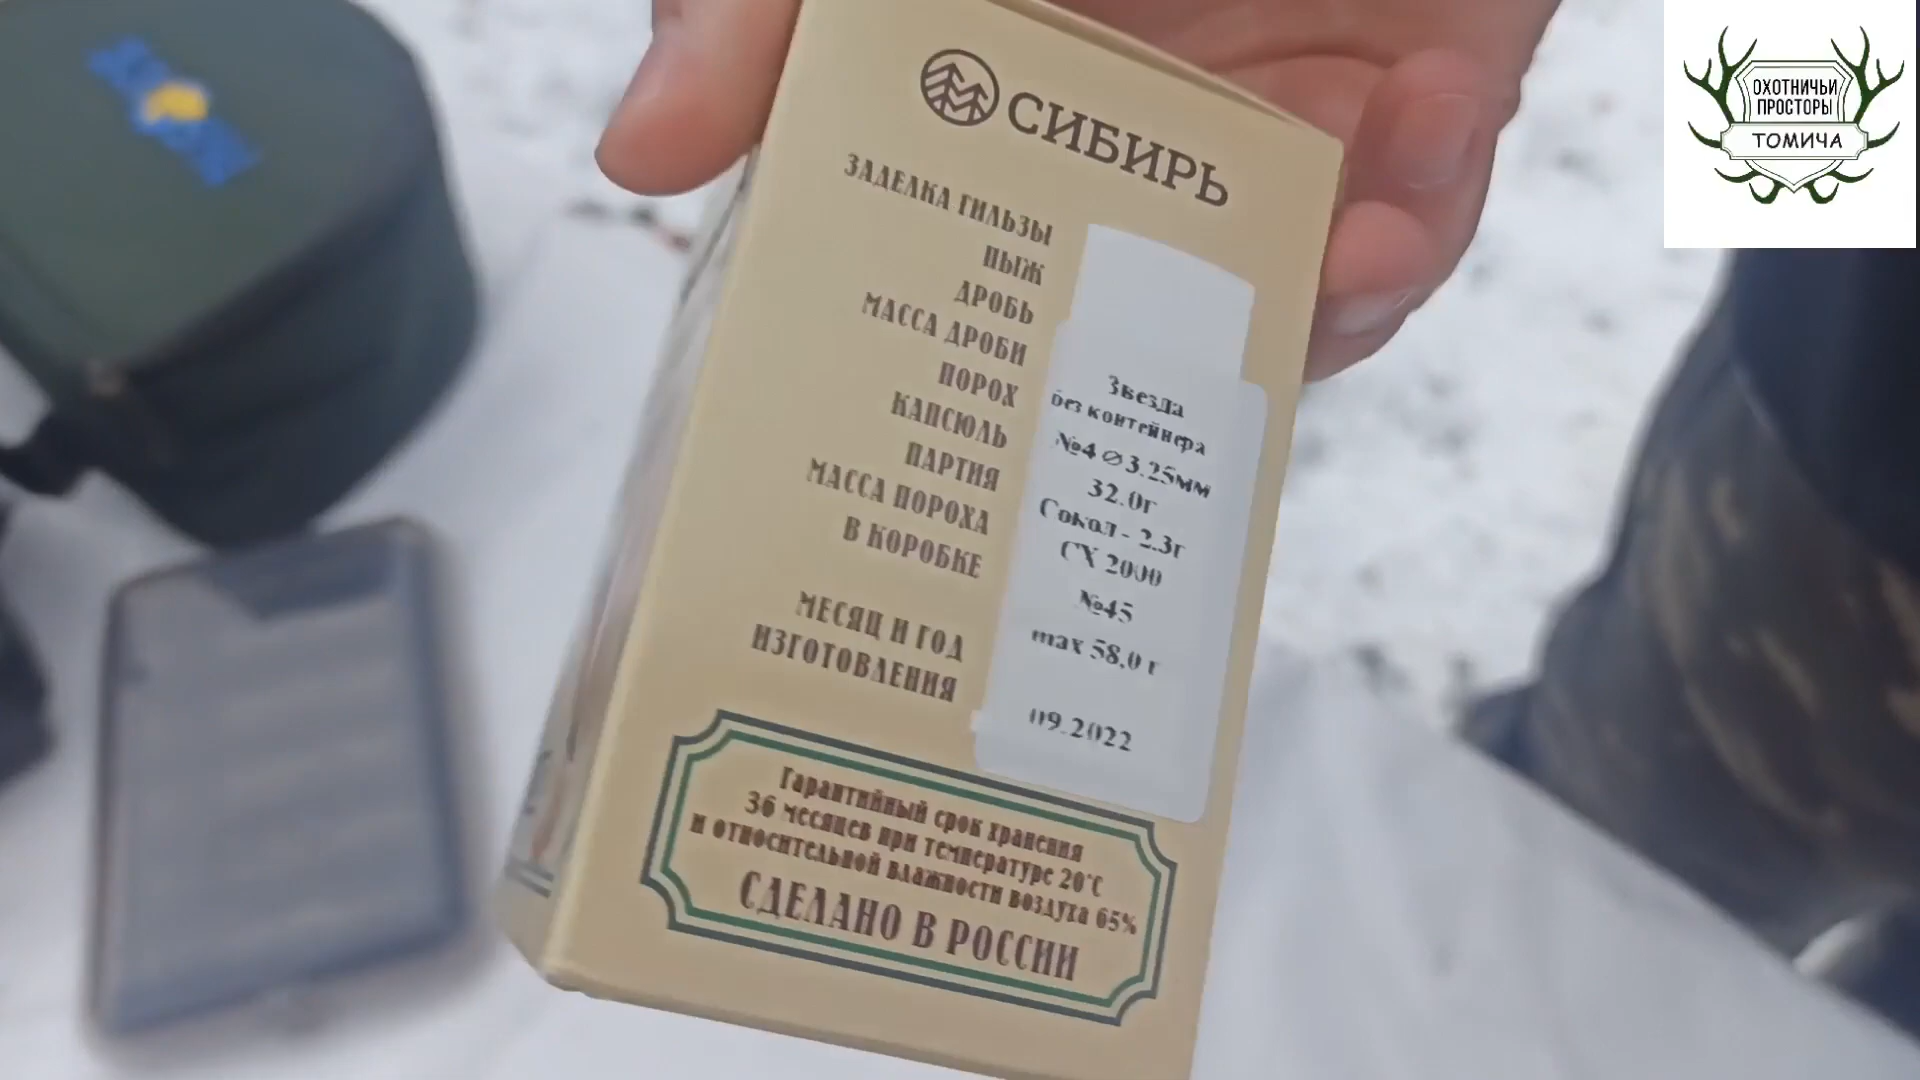 СИБИРЬ
ЗАДЕЛКА ГИЛЬЗЫ
ПЫЖ
ДРОБЬ
МАССА ДРОБИ
ПОРОХ
КАПСЮЛЬ
ПАРТИЯ
МАССА ПОРОХА
В КОРОБКЕ
МЕСЯЦ И ГОД
ИЗГОТОВЛЕНИЯ
Звезда
без контейнера
№4 ⌀ 3.25мм
32.0г
Сокол - 2.3г
СХ 2000
№45
max 58,0 г
09.2022
Гарантийный срок хранения
36 месяцев при температуре 20°С
и относительной влажности воздуха 65%
СДЕЛАНО В РОССИИ
ОХОТНИЧЬИ
ПРОСТОРЫ
ТОМИЧА